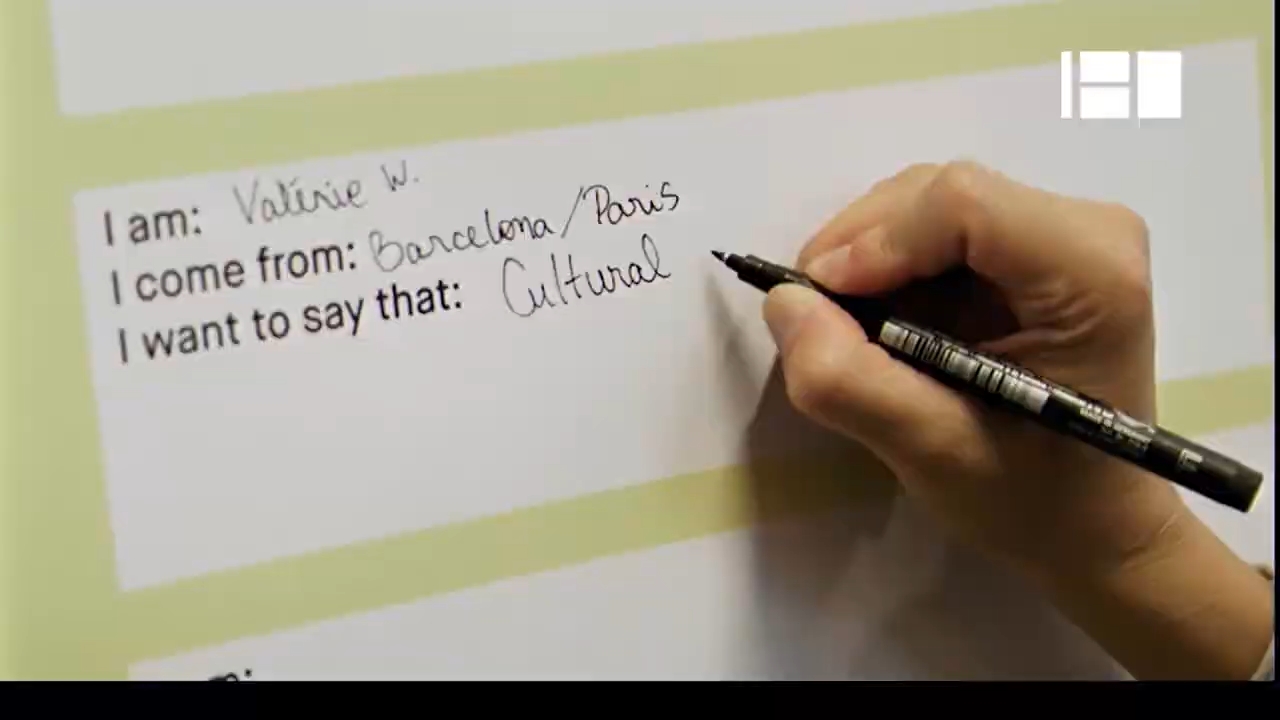 I am: Valérie W.
I come from: Barcelona/Paris
I want to say that: Cultural